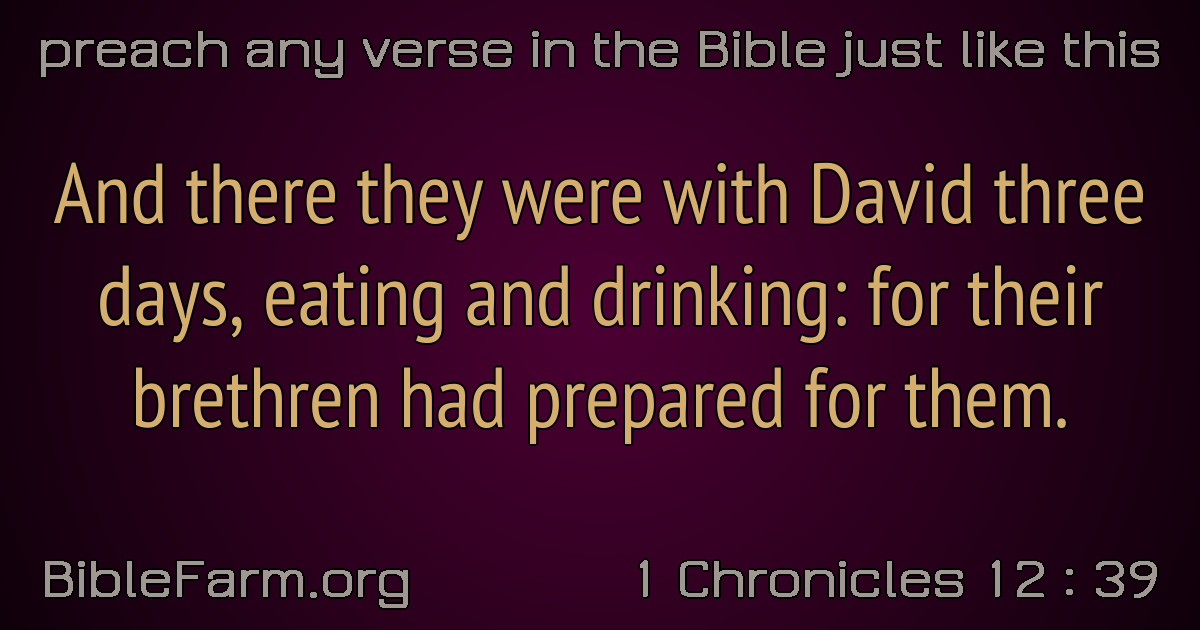 preach any verse in the Bible just like this
And there they were with David three
days, eating and drinking: for their
brethren had prepared for them.
BibleFarm.org
1 Chronicles 12 : 39